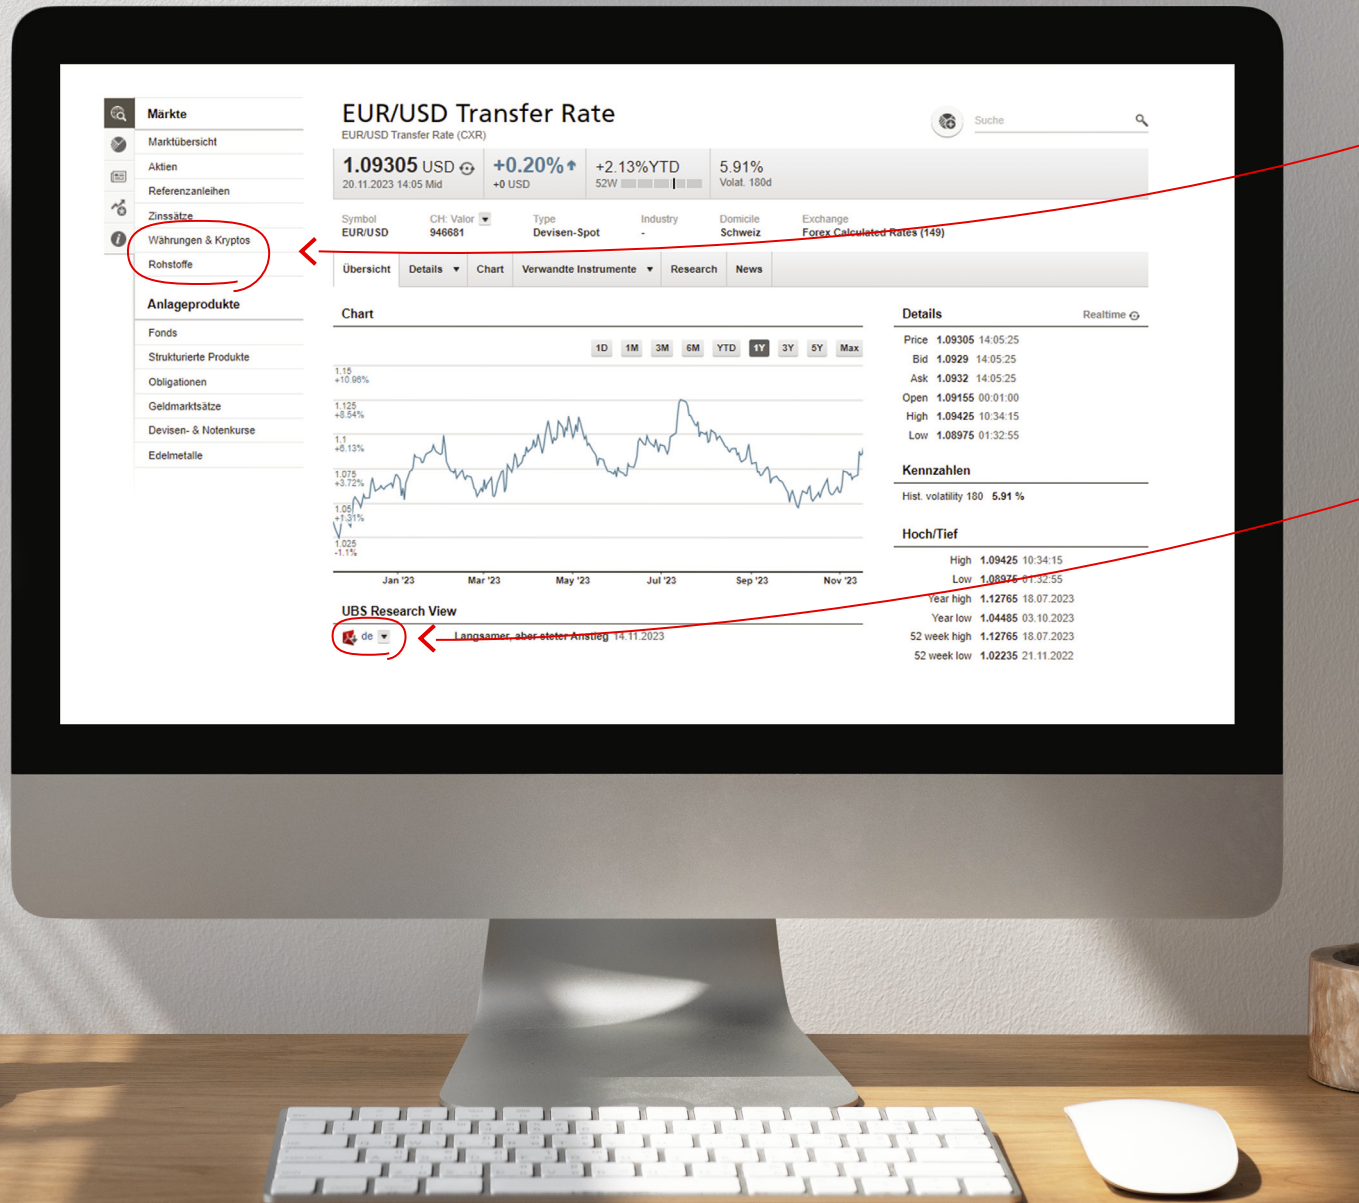 Märkte
Marktübersicht
Aktien
Referenzanleihen
Zinssätze
Währungen & Kryptos
Rohstoffe
Anlageprodukte
Fonds
Strukturierte Produkte
Obligationen
Geldmarktsätze
Devisen- & Notenkurse
Edelmetalle
EUR/USD Transfer Rate
EUR/USD Transfer Rate (CXR)
Suche
1.09305 USD +0.20% +2.13%YTD 5.91%
20.11.2023 14:05 Mid +0 USD 52W Volat. 180d
Symbol CH: Valor Type Industry Domicile Exchange
EUR/USD 946681 Devisen-Spot - Schweiz Forex Calculated Rates (149)
Übersicht Details Chart Verwandte Instrumente Research News
Chart
1D 1M 3M 6M YTD 1Y 3Y 5Y Max
1.15
+10.96%
1.125
+8.54%
1.1
+6.13%
1.075
+3.72%
1.05
+1.31%
1.025
-1.1%
Jan '23 Mar '23 May '23 Jul '23 Sep '23 Nov '23
UBS Research View
de Langsamer, aber steter Anstieg 14.11.2023
Details Realtime
Price 1.09305 14:05:25
Bid 1.0929 14:05:25
Ask 1.0932 14:05:25
Open 1.09155 00:01:00
High 1.09425 10:34:15
Low 1.08975 01:32:55
Kennzahlen
Hist. volatility 180 5.91 %
Hoch/Tief
High 1.09425 10:34:15
Low 1.08975 01:32:55
Year high 1.12765 18.07.2023
Year low 1.04485 03.10.2023
52 week high 1.12765 18.07.2023
52 week low 1.02235 21.11.2022